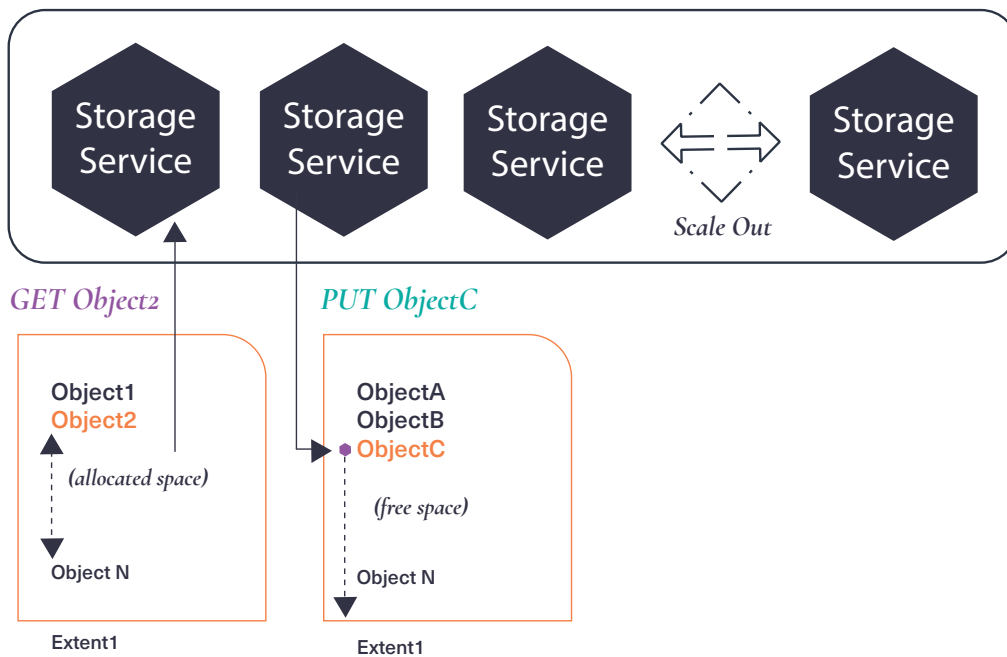 Storage
Service
Storage
Service
Storage
Service
Storage
Service
Scale Out
GET Object2
Object1
Object2
(allocated space)
Object N
Extent1
PUT ObjectC
ObjectA
ObjectB
ObjectC
(free space)
Object N
Extent1